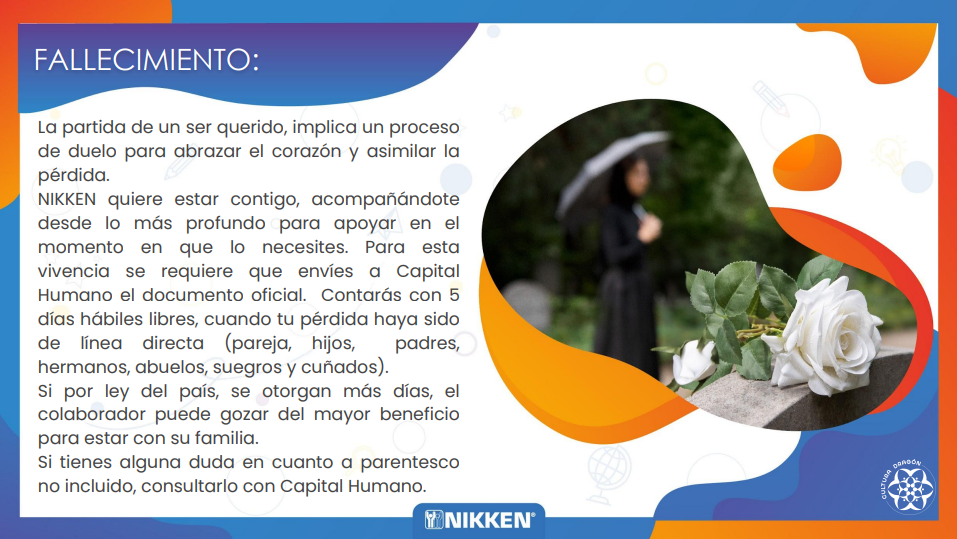 FALLECIMIENTO:
La partida de un ser querido, implica un proceso
de duelo para abrazar el corazón y asimilar la
pérdida.
NIKKEN quiere estar contigo, acompañándote
desde lo más profundo para apoyar en el
momento en que lo necesites. Para esta
vivencia se requiere que envíes a Capital
Humano el documento oficial. Contarás con 5
días hábiles libres, cuando tu pérdida haya sido
de línea directa (pareja, hijos, padres,
hermanos, abuelos, suegros y cuñados).
Si por ley del país, se otorgan más días, el
colaborador puede gozar del mayor beneficio
para estar con su familia.
Si tienes alguna duda en cuanto a parentesco
no incluido, consultarlo con Capital Humano.
CULTURA DRAGÓN
NIKKEN®